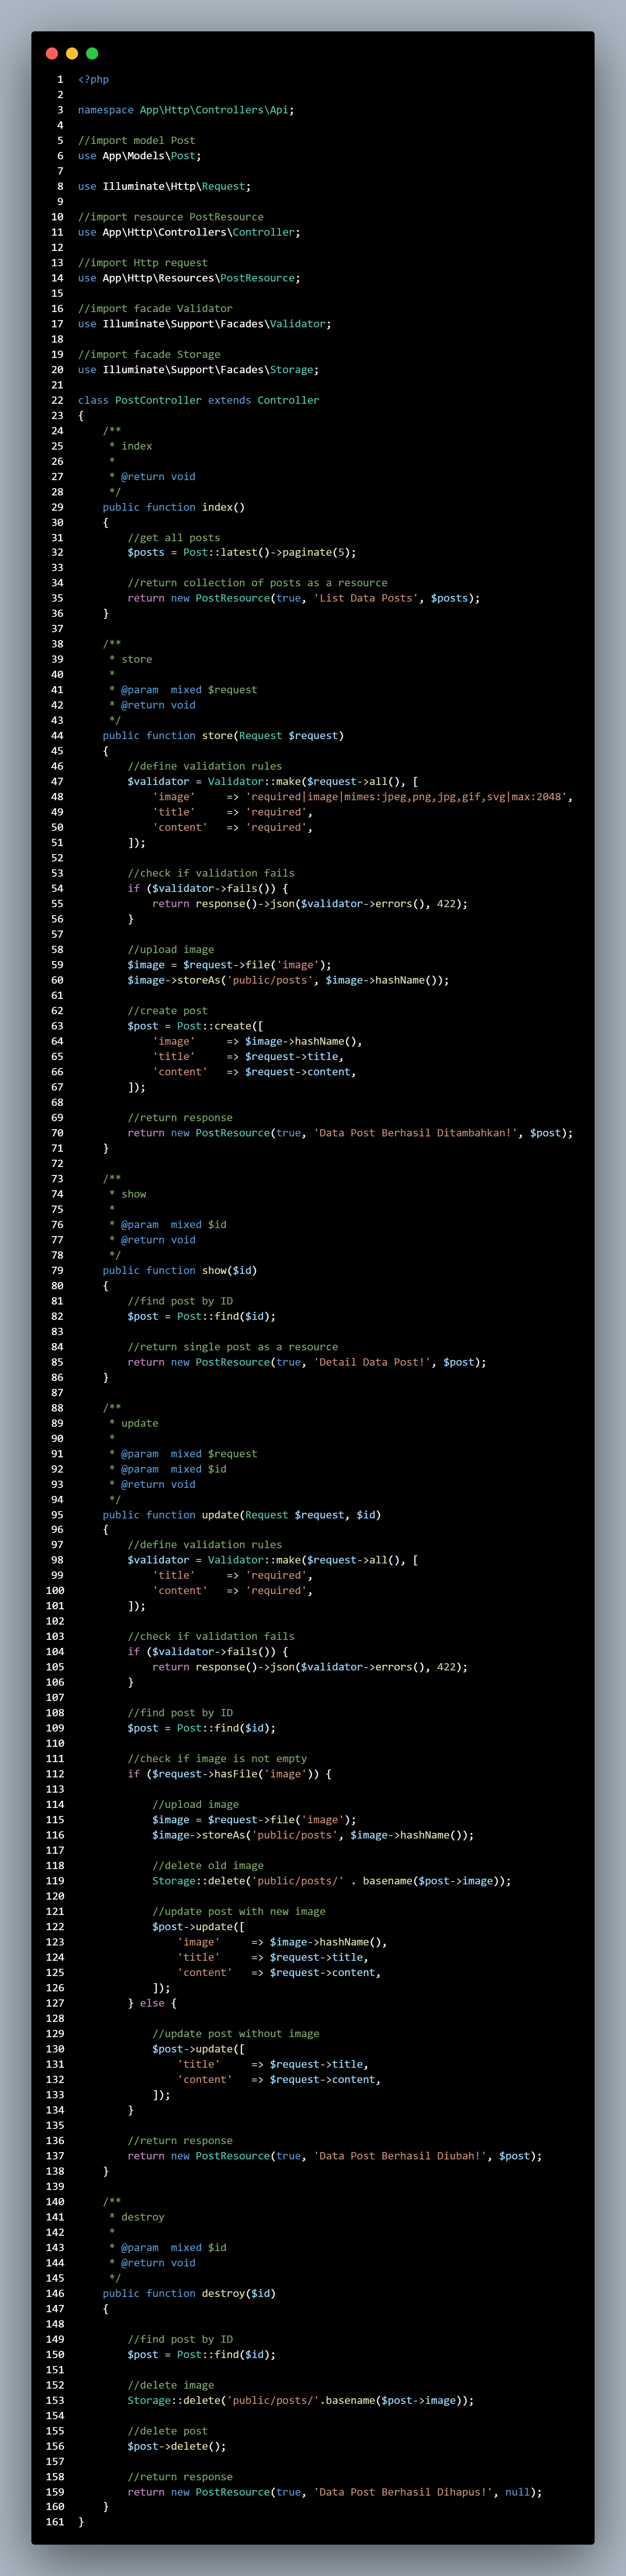 1 <?php
2
3 namespace App\Http\Controllers\Api;
4
5 //import model Post
6 use App\Models\Post;
7
8 use Illuminate\Http\Request;
9
10 //import resource PostResource
11 use App\Http\Controllers\Controller;
12
13 //import Http request
14 use App\Http\Resources\PostResource;
15
16 //import facade Validator
17 use Illuminate\Support\Facades\Validator;
18
19 //import facade Storage
20 use Illuminate\Support\Facades\Storage;
21
22 class PostController extends Controller
23 {
24     /**
25      * index
26      *
27      * @return void
28      */
29     public function index()
30     {
31         //get all posts
32         $posts = Post::latest()->paginate(5);
33
34         //return collection of posts as a resource
35         return new PostResource(true, 'List Data Posts', $posts);
36     }
37
38     /**
39      * store
40      *
41      * @param  mixed $request
42      * @return void
43      */
44     public function store(Request $request)
45     {
46         //define validation rules
47         $validator = Validator::make($request->all(), [
48             'image'     => 'required|image|mimes:jpeg,png,jpg,gif,svg|max:2048',
49             'title'     => 'required',
50             'content'   => 'required',
51         ]);
52
53         //check if validation fails
54         if ($validator->fails()) {
55             return response()->json($validator->errors(), 422);
56         }
57
58         //upload image
59         $image = $request->file('image');
60         $image->storeAs('public/posts', $image->hashName());
61
62         //create post
63         $post = Post::create([
64             'image'     => $image->hashName(),
65             'title'     => $request->title,
66             'content'   => $request->content,
67         ]);
68
69         //return response
70         return new PostResource(true, 'Data Post Berhasil Ditambahkan!', $post);
71     }
72
73     /**
74      * show
75      *
76      * @param  mixed $id
77      * @return void
78      */
79     public function show($id)
80     {
81         //find post by ID
82         $post = Post::find($id);
83
84         //return single post as a resource
85         return new PostResource(true, 'Detail Data Post!', $post);
86     }
87
88     /**
89      * update
90      *
91      * @param  mixed $request
92      * @param  mixed $id
93      * @return void
94      */
95     public function update(Request $request, $id)
96     {
97         //define validation rules
98         $validator = Validator::make($request->all(), [
99             'title'     => 'required',
100             'content'   => 'required',
101         ]);
102
103         //check if validation fails
104         if ($validator->fails()) {
105             return response()->json($validator->errors(), 422);
106         }
107
108         //find post by ID
109         $post = Post::find($id);
110
111         //check if image is not empty
112         if ($request->hasFile('image')) {
113
114             //upload image
115             $image = $request->file('image');
116             $image->storeAs('public/posts', $image->hashName());
117
118             //delete old image
119             Storage::delete('public/posts/' . basename($post->image));
120
121             //update post with new image
122             $post->update([
123                 'image'     => $image->hashName(),
124                 'title'     => $request->title,
125                 'content'   => $request->content,
126             ]);
127         } else {
128
129             //update post without image
130             $post->update([
131                 'title'     => $request->title,
132                 'content'   => $request->content,
133             ]);
134         }
135
136         //return response
137         return new PostResource(true, 'Data Post Berhasil Diubah!', $post);
138     }
139
140     /**
141      * destroy
142      *
143      * @param  mixed $id
144      * @return void
145      */
146     public function destroy($id)
147     {
148
149         //find post by ID
150         $post = Post::find($id);
151
152         //delete image
153         Storage::delete('public/posts/'.basename($post->image));
154
155         //delete post
156         $post->delete();
157
158         //return response
159         return new PostResource(true, 'Data Post Berhasil Dihapus!', null);
160     }
161 }